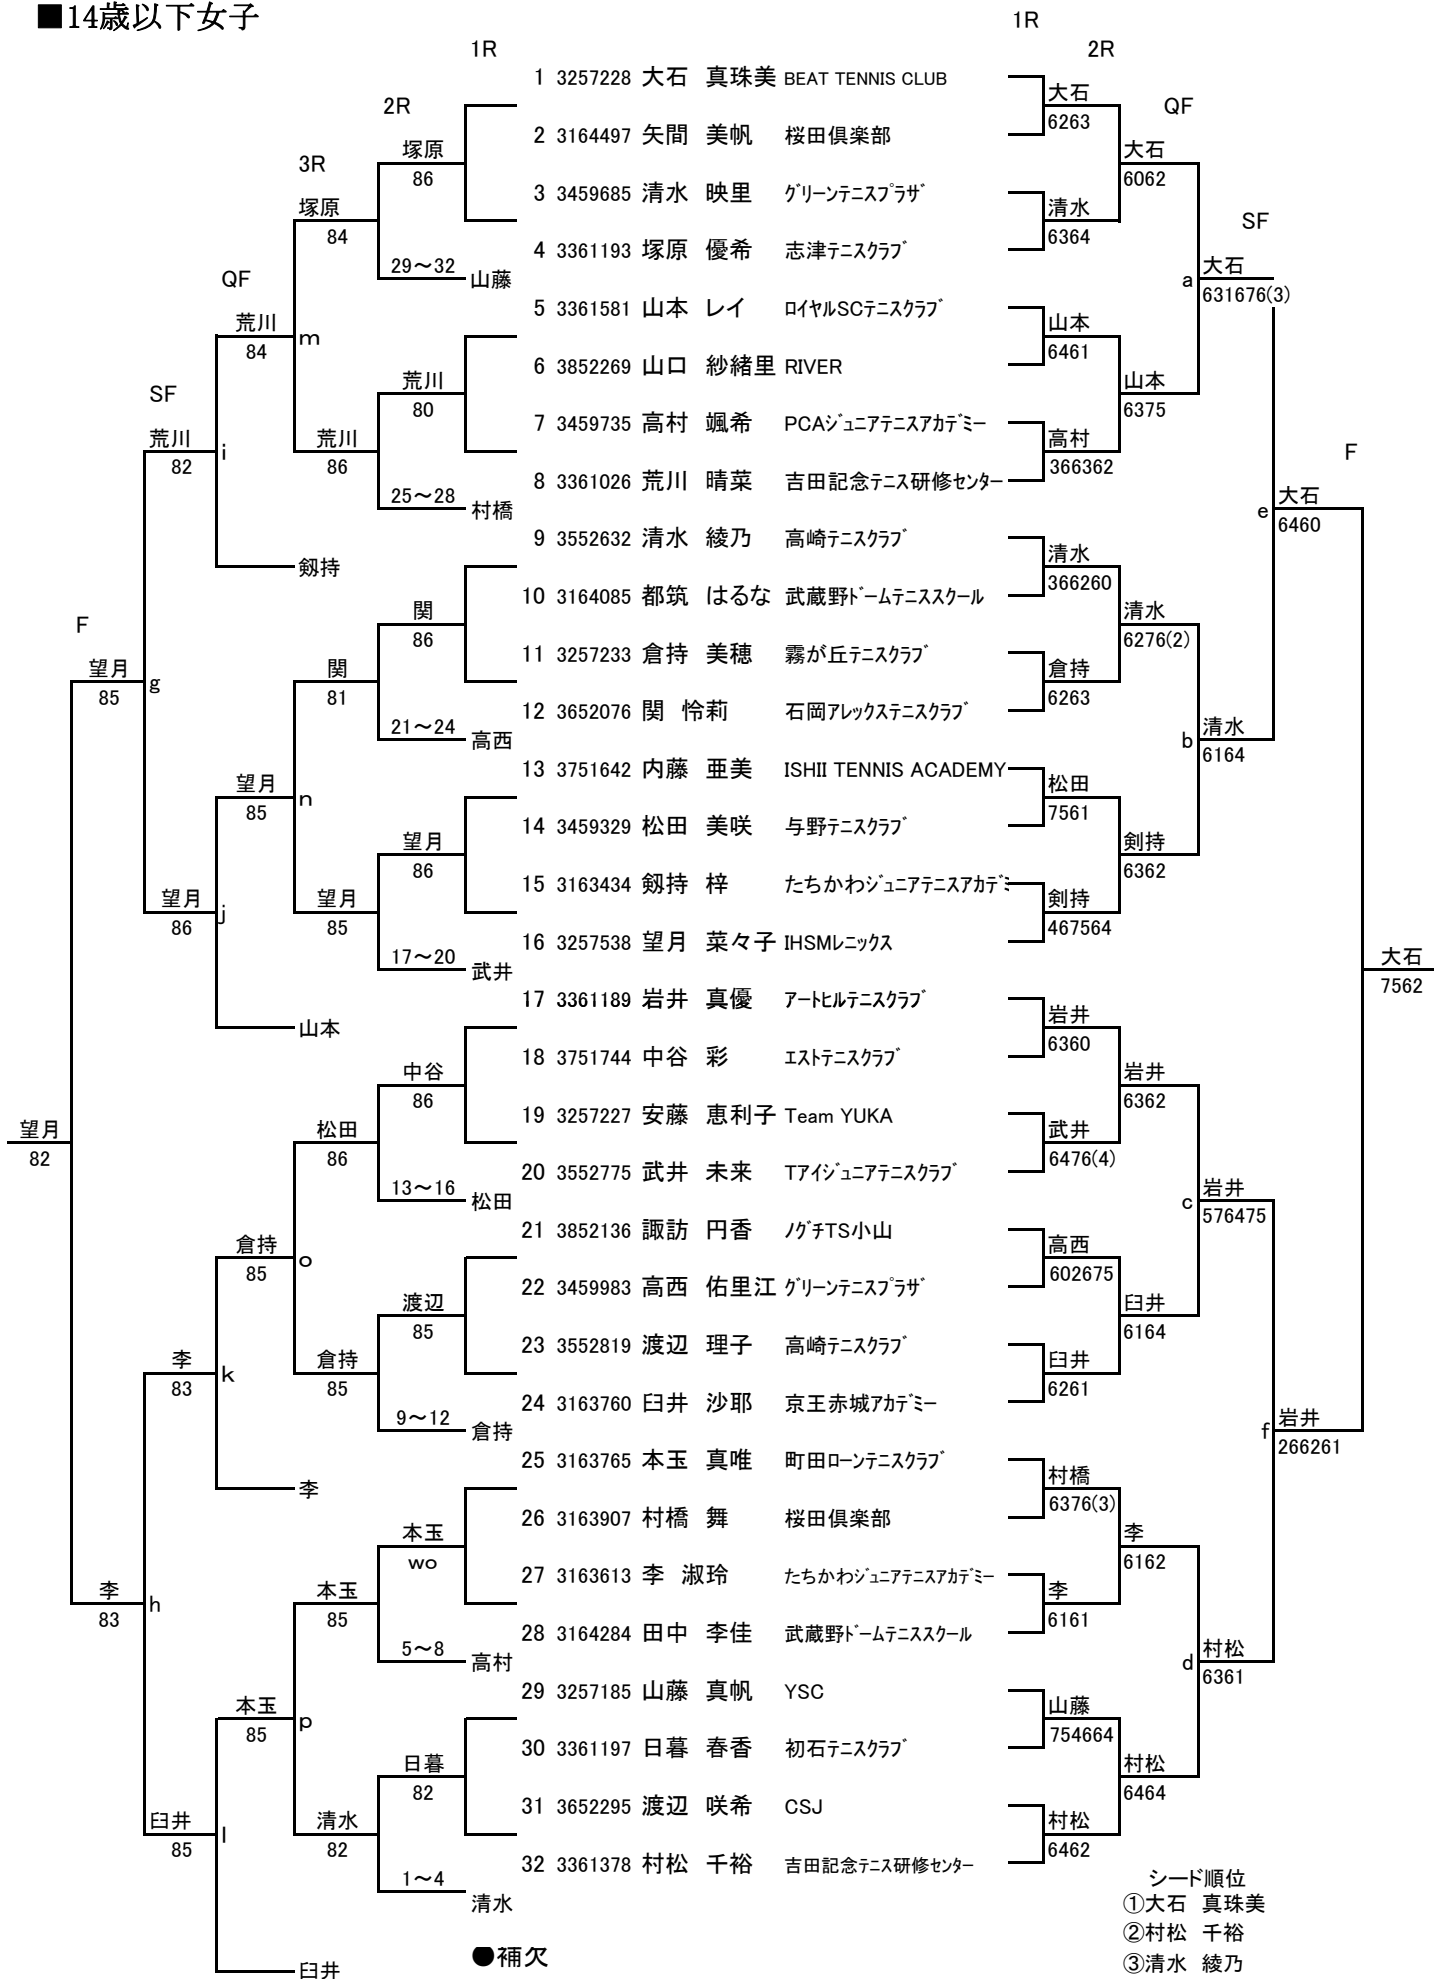 ■14歳以下女子
1R
1R
2R
1 3257228 大石 真珠美 BEAT TENNIS CLUB
大石
2R
QF
6263
2 3164497 矢間 美帆 桜田倶楽部
塚原
大石
3R
86
6062
3 3459685 清水 映里 グリーンテニスプラザ
塚原
清水
SF
84
6364
4 3361193 塚原 優希 志津テニスクラブ
29～32
大石
QF
山藤
a
631676(3)
5 3361581 山本 レイ ロイヤルSCテニスクラブ
荒川
山本
m
84
6461
6 3852269 山口 紗緒里 RIVER
荒川
山本
SF
80
6375
7 3459735 高村 颯希 PCAジュニアテニスアカデミー
荒川
荒川
高村
F
i
82
86
366362
8 3361026 荒川 晴菜 吉田記念テニス研修センター
25～28
大石
村橋
e
6460
9 3552632 清水 綾乃 高崎テニスクラブ
清水
剱持
366260
10 3164085 都筑 はるな 武蔵野ドームテニススクール
関
清水
F
86
6276(2)
11 3257233 倉持 美穂 霧が丘テニスクラブ
望月
関
倉持
g
85
81
6263
12 3652076 関 怜莉 石岡アレックステニスクラブ
21～24
清水
高西
b
6164
13 3751642 内藤 亜美 ISHII TENNIS ACADEMY
望月
松田
n
85
7561
14 3459329 松田 美咲 与野テニスクラブ
望月
剣持
86
6362
15 3163434 剱持 梓 たちかわジュニアテニスアカデミ
望月
望月
剣持
j
86
85
467564
16 3257538 望月 菜々子 IHSMレニックス
17～20
大石
武井
7562
17 3361189 岩井 真優 アートヒルテニスクラブ
岩井
山本
6360
18 3751744 中谷 彩 エストテニスクラブ
中谷
岩井
86
6362
19 3257227 安藤 恵利子 Team YUKA
望月
松田
武井
82
86
6476(4)
20 3552775 武井 未来 Tアイジュニアテニスクラブ
13～16
岩井
松田
c
576475
21 3852136 諏訪 円香 ノグチTS小山
倉持
高西
o
85
602675
22 3459983 高西 佑里江 グリーンテニスプラザ
渡辺
臼井
85
6164
23 3552819 渡辺 理子 高崎テニスクラブ
李
倉持
臼井
k
83
85
6261
24 3163760 臼井 沙耶 京王赤城アカデミー
9～12
岩井
倉持
f
266261
25 3163765 本玉 真唯 町田ローンテニスクラブ
村橋
李
6376(3)
26 3163907 村橋 舞 桜田倶楽部
本玉
李
wo
6162
27 3163613 李 淑玲 たちかわジュニアテニスアカデミー
李
本玉
李
h
83
85
6161
28 3164284 田中 李佳 武蔵野ドームテニススクール
5～8
村松
高村
d
6361
29 3257185 山藤 真帆 YSC
本玉
山藤
p
85
754664
30 3361197 日暮 春香 初石テニスクラブ
日暮
村松
82
6464
31 3652295 渡辺 咲希 CSJ
臼井
清水
村松
l
85
82
6462
32 3361378 村松 千裕 吉田記念テニス研修センター
1～4
シード順位
清水
①大石 真珠美
②村松 千裕
●補欠
③清水 綾乃
臼井